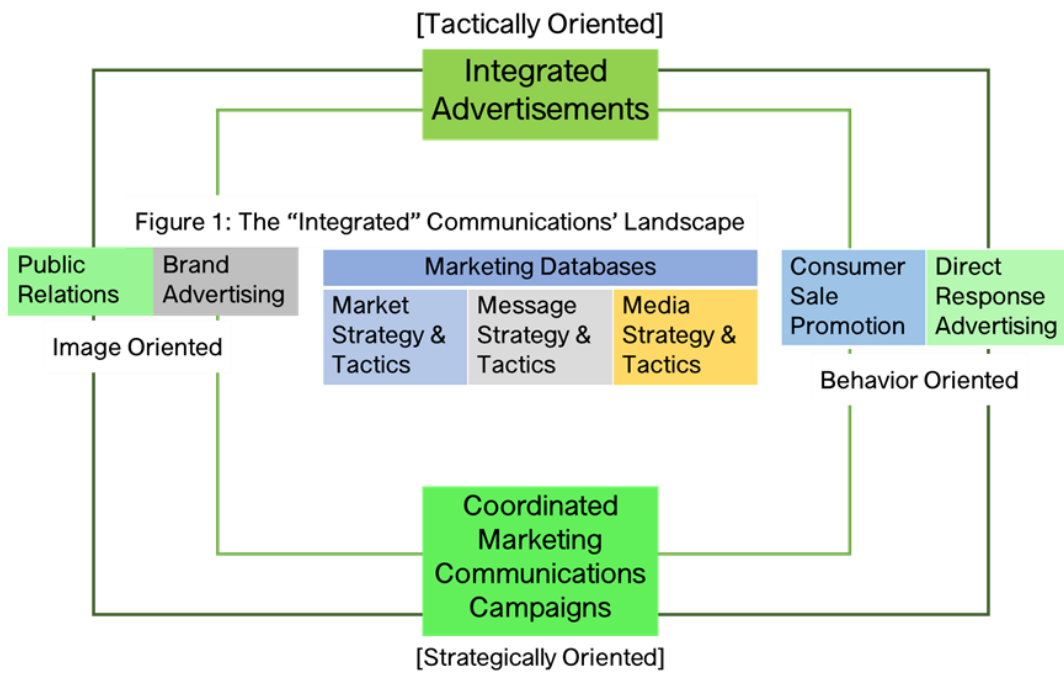 [Tactically Oriented]
Integrated
Advertisements
Figure 1: The “Integrated” Communications’ Landscape
Public
Relations
Brand
Advertising
Image Oriented
Marketing Databases
Market
Strategy &
Tactics
Message
Strategy &
Tactics
Media
Strategy &
Tactics
Consumer
Sale
Promotion
Direct
Response
Advertising
Behavior Oriented
Coordinated
Marketing
Communications
Campaigns
[Strategically Oriented]